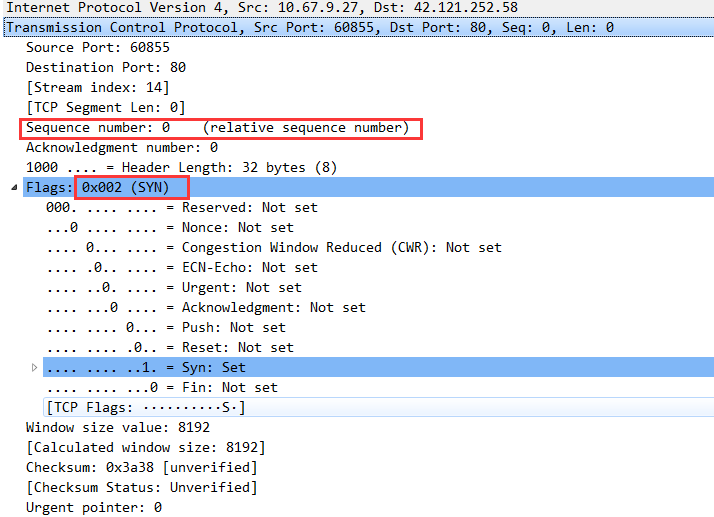 Internet Protocol Version 4, Src: 10.67.9.27, Dst: 42.121.252.58
Transmission Control Protocol, Src Port: 60855, Dst Port: 80, Seq: 0, Len: 0
Source Port: 60855
Destination Port: 80
[Stream index: 14]
[TCP Segment Len: 0]
Sequence number: 0    (relative sequence number)
Acknowledgment number: 0
1000 .... = Header Length: 32 bytes (8)
Flags: 0x002 (SYN)
000. .... .... = Reserved: Not set
...0 .... .... = Nonce: Not set
.... 0... .... = Congestion Window Reduced (CWR): Not set
.... .0.. .... = ECN-Echo: Not set
.... ..0. .... = Urgent: Not set
.... ...0 .... = Acknowledgment: Not set
.... .... 0... = Push: Not set
.... .... .0.. = Reset: Not set
.... .... ..1. = Syn: Set
.... .... ...0 = Fin: Not set
[TCP Flags: ··········S·]
Window size value: 8192
[Calculated window size: 8192]
Checksum: 0x3a38 [unverified]
[Checksum Status: Unverified]
Urgent pointer: 0